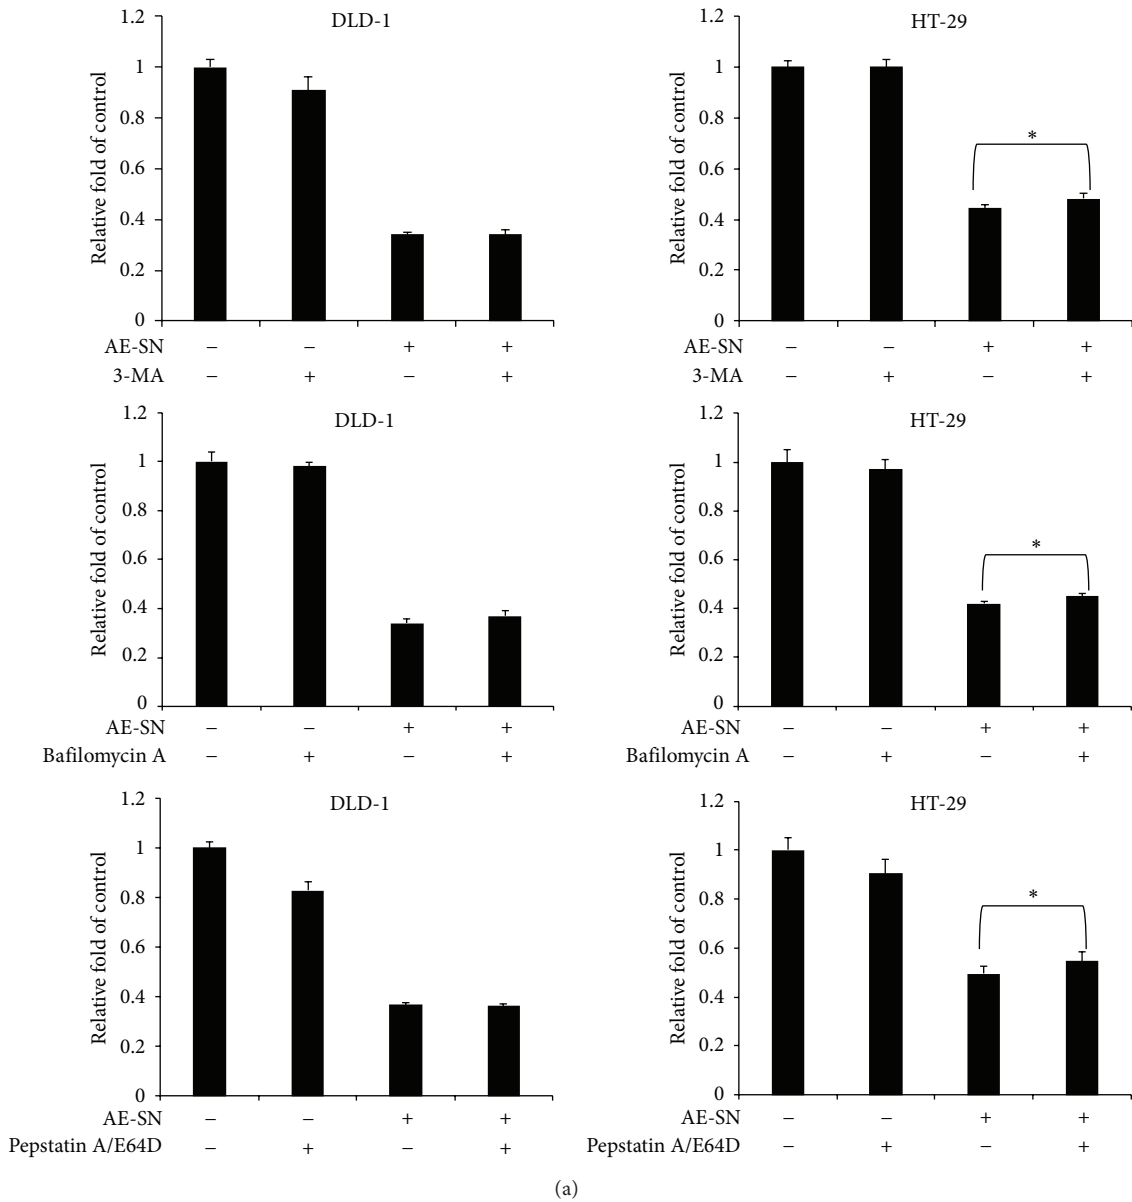 DLD-1
Relative fold of control
1.2
1
0.8
0.6
0.4
0.2
0
AE-SN − − + +
3-MA − + − +
HT-29
Relative fold of control
1.2
1
0.8
0.6
0.4
0.2
0
*
AE-SN − − + +
3-MA − + − +
DLD-1
Relative fold of control
1.2
1
0.8
0.6
0.4
0.2
0
AE-SN − − + +
Bafilomycin A − + − +
HT-29
Relative fold of control
1.2
1
0.8
0.6
0.4
0.2
0
*
AE-SN − − + +
Bafilomycin A − + − +
DLD-1
Relative fold of control
1.2
1
0.8
0.6
0.4
0.2
0
AE-SN − − + +
Pepstatin A/E64D − + − +
HT-29
Relative fold of control
1.2
1
0.8
0.6
0.4
0.2
0
*
AE-SN − − + +
Pepstatin A/E64D − + − +
(a)